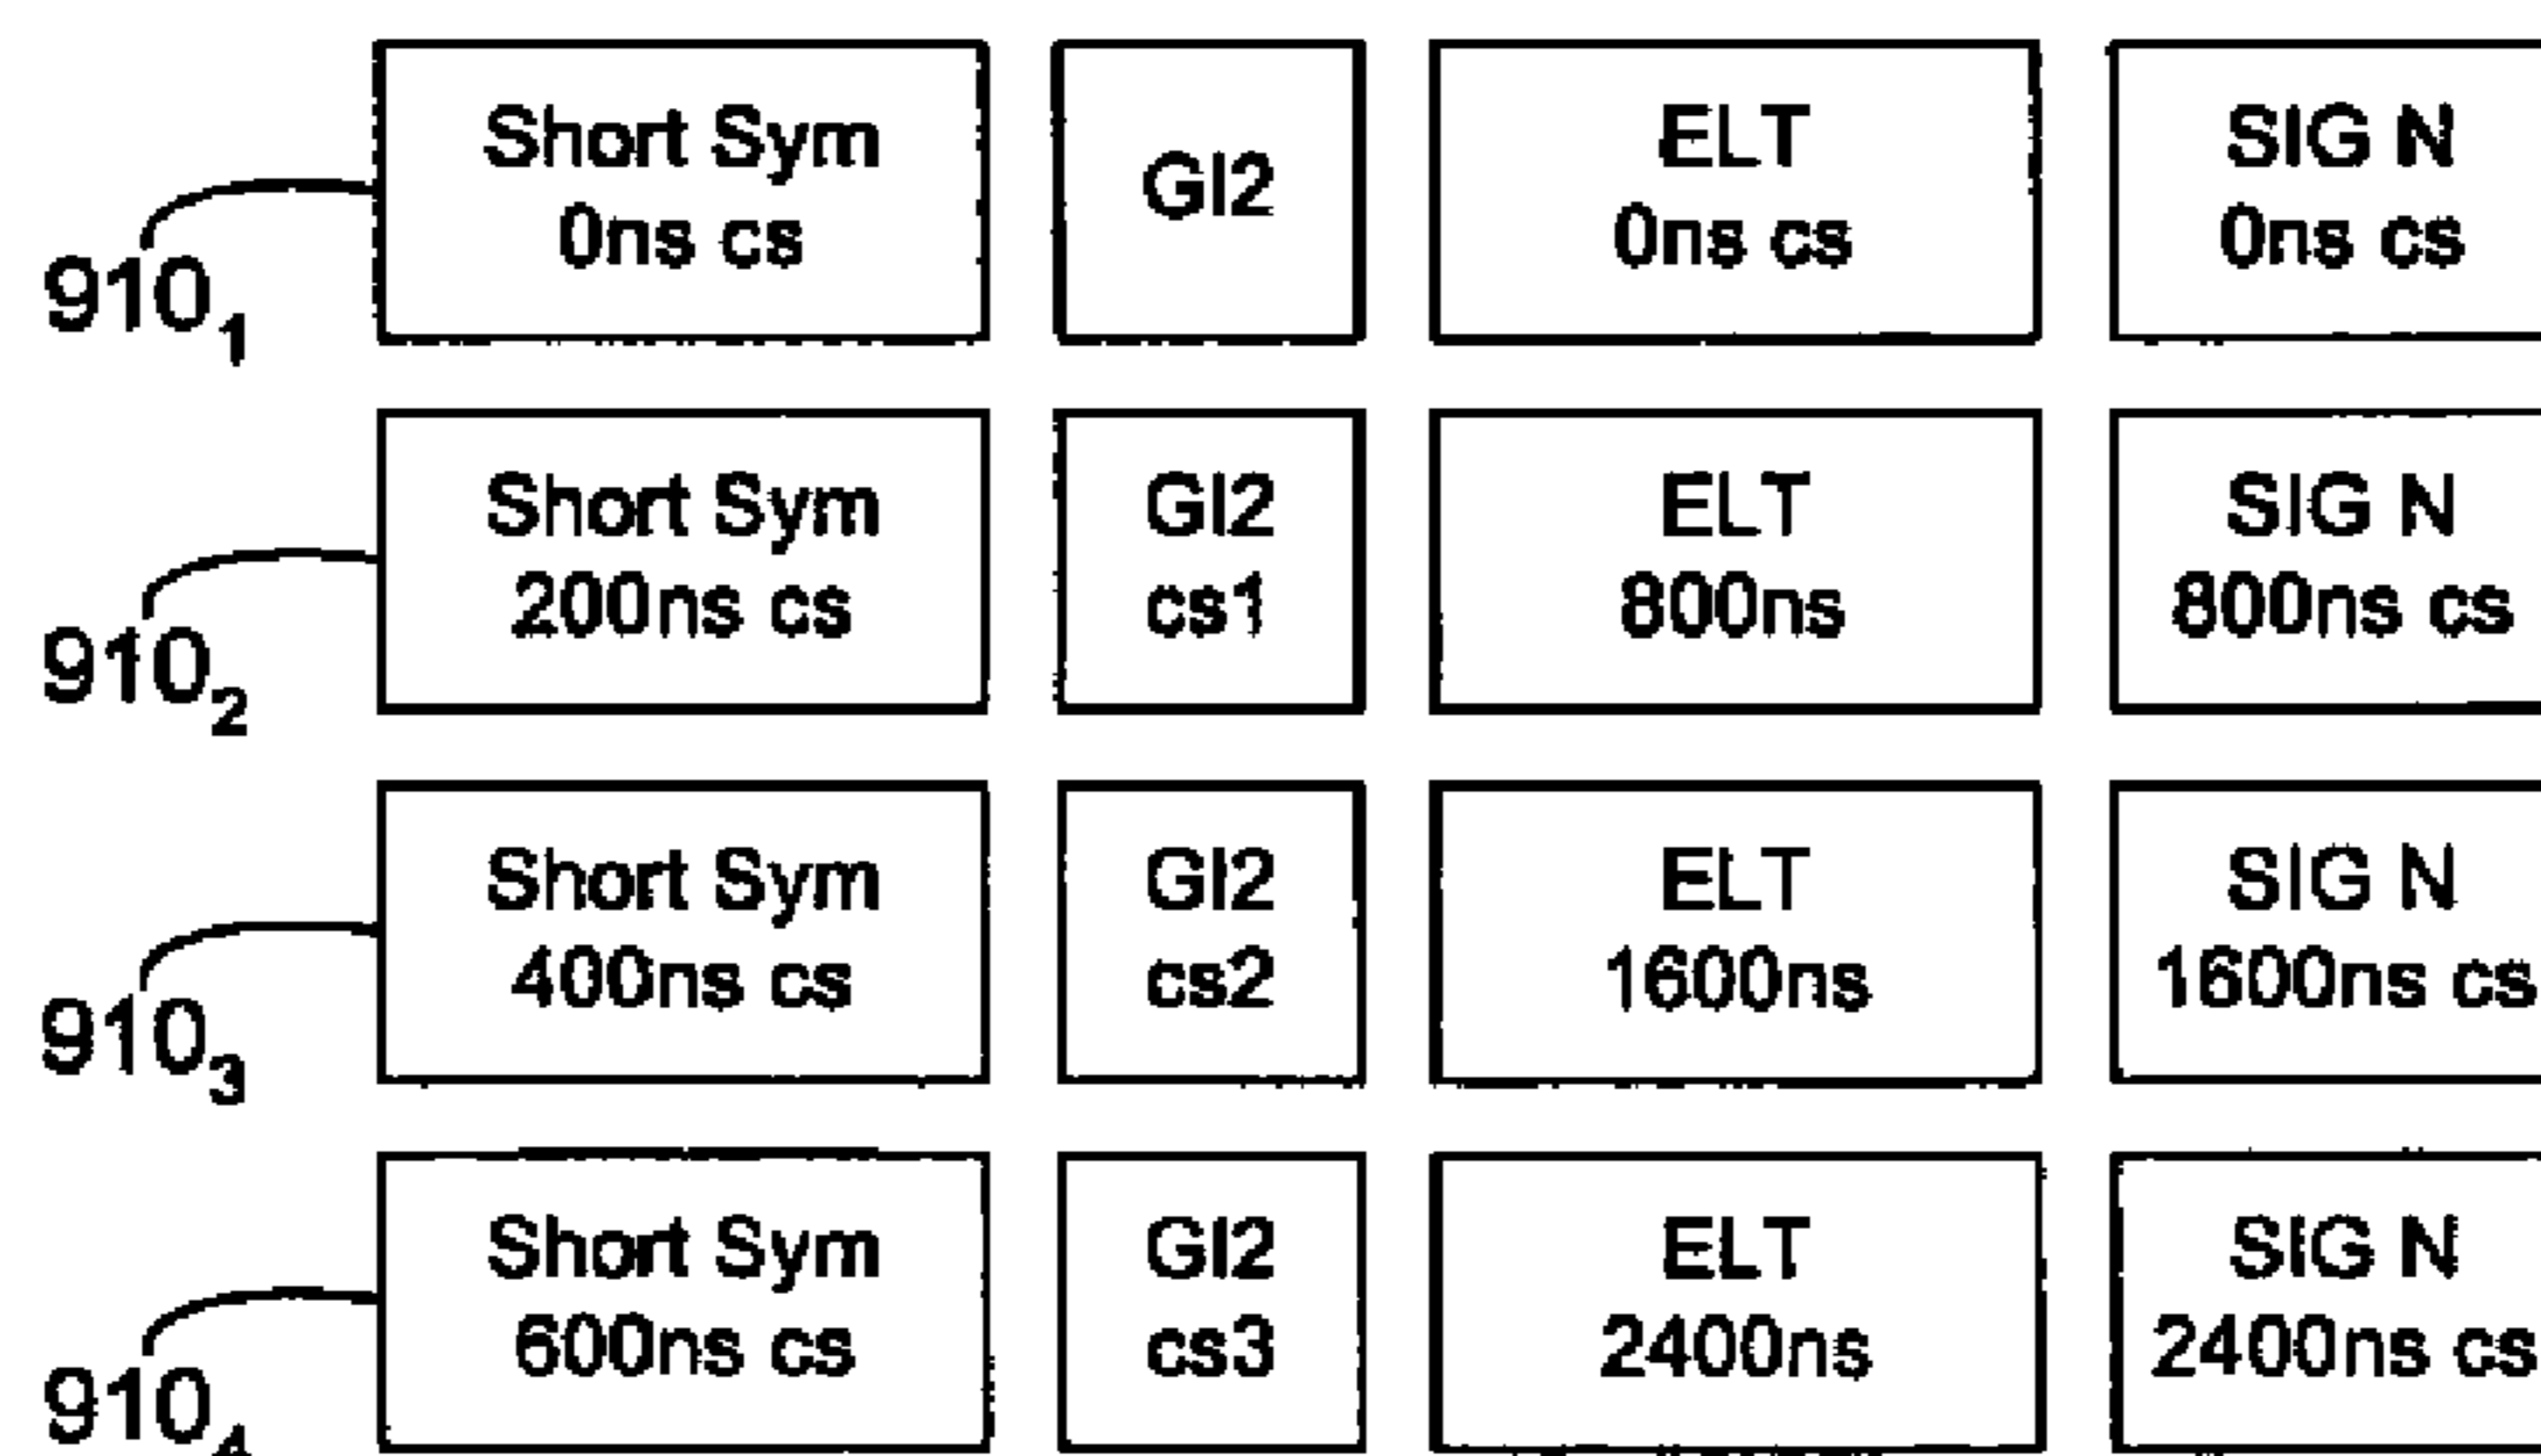 Short Sym
0ns cs
GI2
ELT
0ns cs
SIG N
0ns cs
910₁
Short Sym
200ns cs
GI2
cs1
ELT
800ns
SIG N
800ns cs
910₂
Short Sym
400ns cs
GI2
cs2
ELT
1600ns
SIG N
1600ns cs
910₃
Short Sym
600ns cs
GI2
cs3
ELT
2400ns
SIG N
2400ns cs
910₄